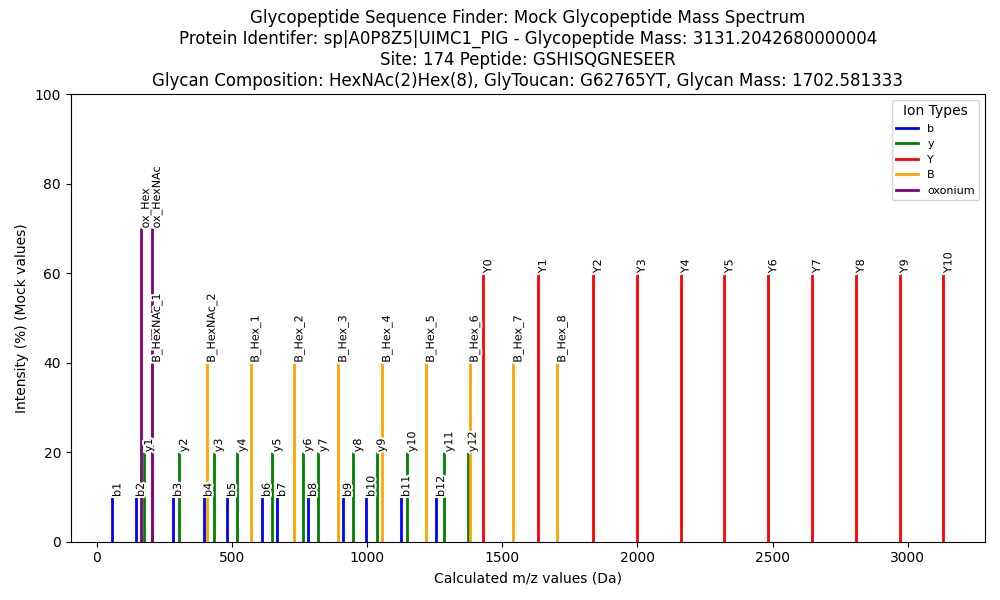 Glycopeptide Sequence Finder: Mock Glycopeptide Mass Spectrum
Protein Identifer: sp|A0P8Z5|UIMC1_PIG - Glycopeptide Mass: 3131.2042680000004
Site: 174 Peptide: GSHISQGNESEER
Glycan Composition: HexNAc(2)Hex(8), GlyToucan: G62765YT, Glycan Mass: 1702.581333
Intensity (%) (Mock values)
100
80
60
40
20
0
Ion Types
b
y
Y
B
oxonium
ox_Hex
ox_HexNAc
Y0
Y1
Y2
Y3
Y4
Y5
Y6
Y7
Y8
Y9
Y10
B_HexNAc_1
B_HexNAc_2
B_Hex_1
B_Hex_2
B_Hex_3
B_Hex_4
B_Hex_5
B_Hex_6
B_Hex_7
B_Hex_8
y1
y2
y3
y4
y5
y6
y7
y8
y9
y10
y11
y12
b1
b2
b3
b4
b5
b6
b7
b8
b9
b10
b11
b12
0
500
1000
1500
2000
2500
3000
Calculated m/z values (Da)